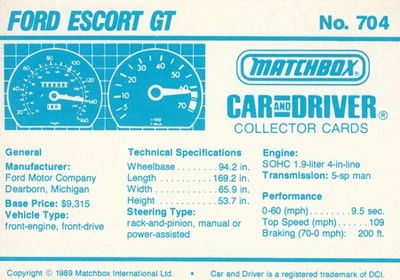 FORD ESCORT GT
No. 704
MATCHBOX
CAR AND DRIVER®
COLLECTOR CARDS
General
Manufacturer:
Ford Motor Company
Dearborn, Michigan
Base Price: $9,315
Vehicle Type:
front-engine, front-drive
Technical Specifications
Wheelbase ........ 94.2 in.
Length ........... 169.2 in.
Width ............ 65.9 in.
Height ........... 53.7 in.
Steering Type:
rack-and-pinion, manual or
power-assisted
Engine:
SOHC 1.9-liter 4-in-line
Transmission: 5-sp man
Performance
0-60 (mph) ........ 9.5 sec.
Top Speed (mph) ...... 109
Braking (70-0 mph): 200 ft.
Copyright © 1989 Matchbox International Ltd. • Car and Driver is a registered trademark of DCI.